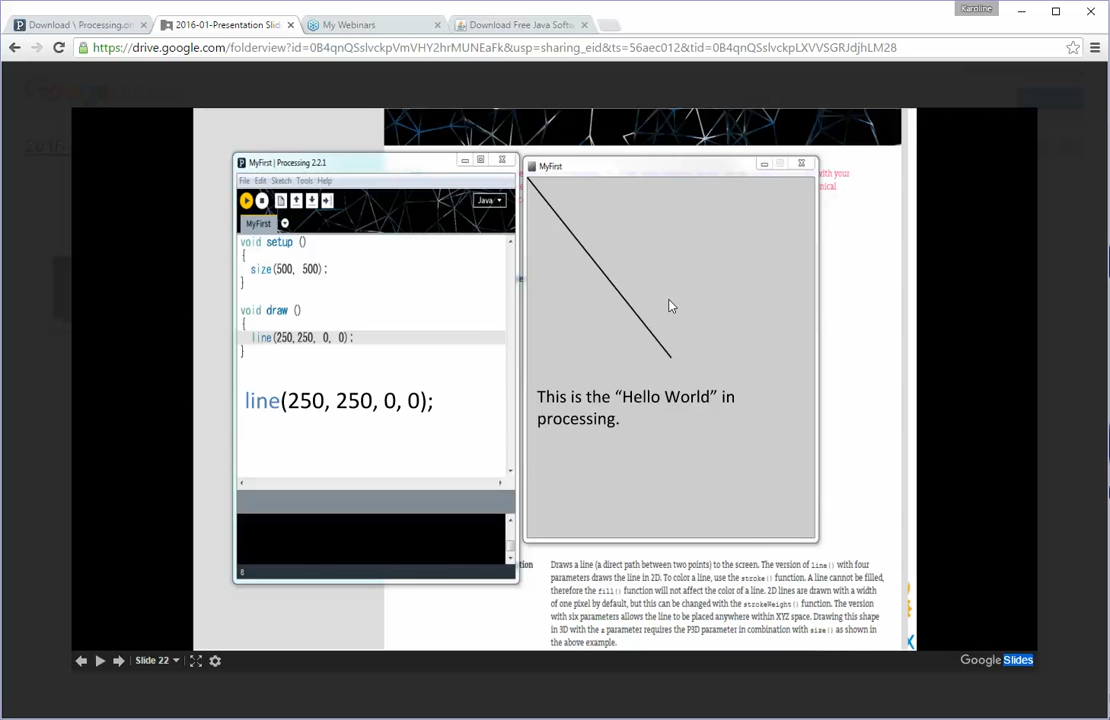 Karoline
Download \ Processing.or
2016-01-Presentation Slid
My Webinars
Download Free Java Softw
https://drive.google.com/folderview?id=0B4qnQSslvckpVmVHY2hrMUNEaFk&usp=sharing_eid&ts=56aec012&tid=0B4qnQSslvckpLXVVSGRJdjhLM28
MyFirst | Processing 2.2.1
File Edit Sketch Tools Help
Java
MyFirst
void setup ()
{
size(500, 500);
}
void draw ()
{
line(250,250, 0, 0);
}
line(250, 250, 0, 0);
8
MyFirst
with your
This is the “Hello World” in
processing.
Draws a line (a direct path between two points) to the screen. The version of line() with four
parameters draws the line in 2D. To color a line, use the stroke() function. A line cannot be filled,
therefore the fill() function will not affect the color of a line. 2D lines are drawn with a width
of one pixel by default, but this can be changed with the strokeWeight() function. The version
with six parameters allows the line to be placed anywhere within XYZ space. Drawing this shape
in 3D with the z parameter requires the P3D parameter in combination with size() as shown in
the above example.
Slide 22
Google Slides